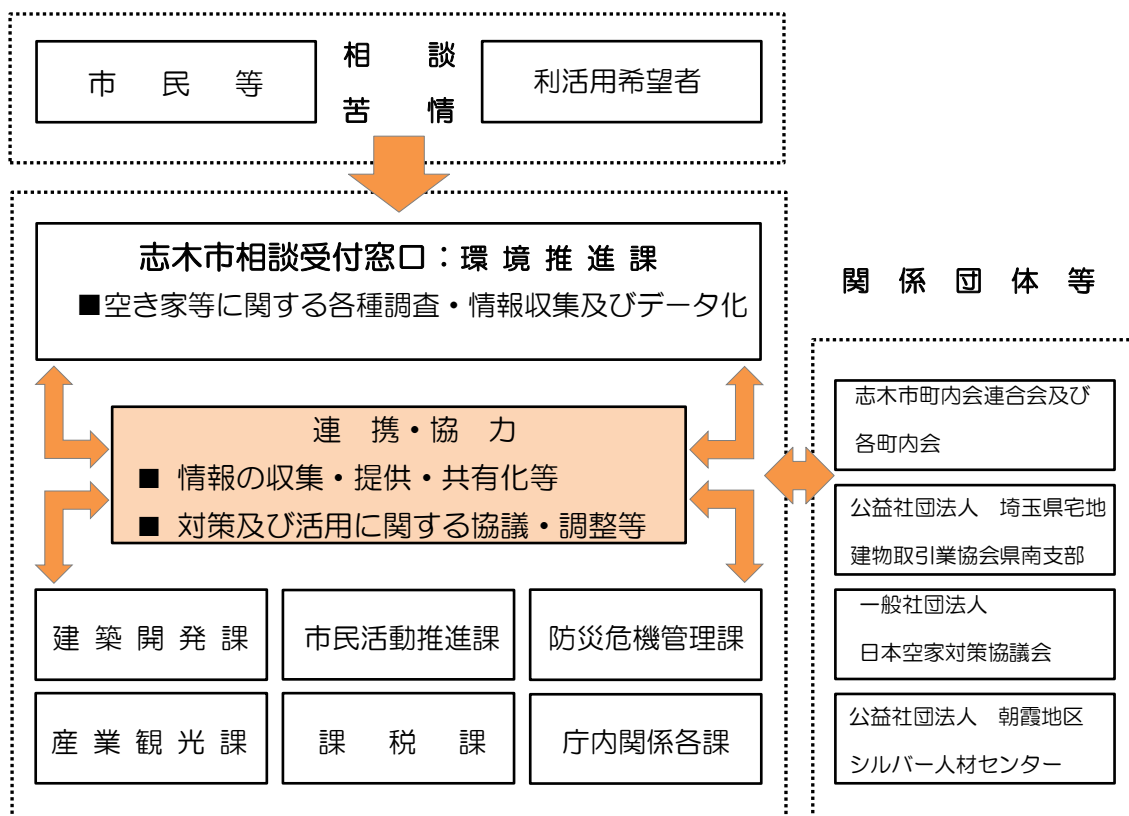 市　民　等
相　談
苦　情
利活用希望者
志木市相談受付窓口：環 境 推 進 課
■空き家等に関する各種調査・情報収集及びデータ化
連　携・協　力
■ 情報の収集・提供・共有化等
■ 対策及び活用に関する協議・調整等
建 築 開 発 課
市民活動推進課
防災危機管理課
産 業 観 光 課
課　税　課
庁内関係各課
関 係 団 体 等
志木市町内会連合会及び
各町内会
公益社団法人　埼玉県宅地
建物取引業協会県南支部
一般社団法人
日本空家対策協議会
公益社団法人　朝霞地区
シルバー人材センター